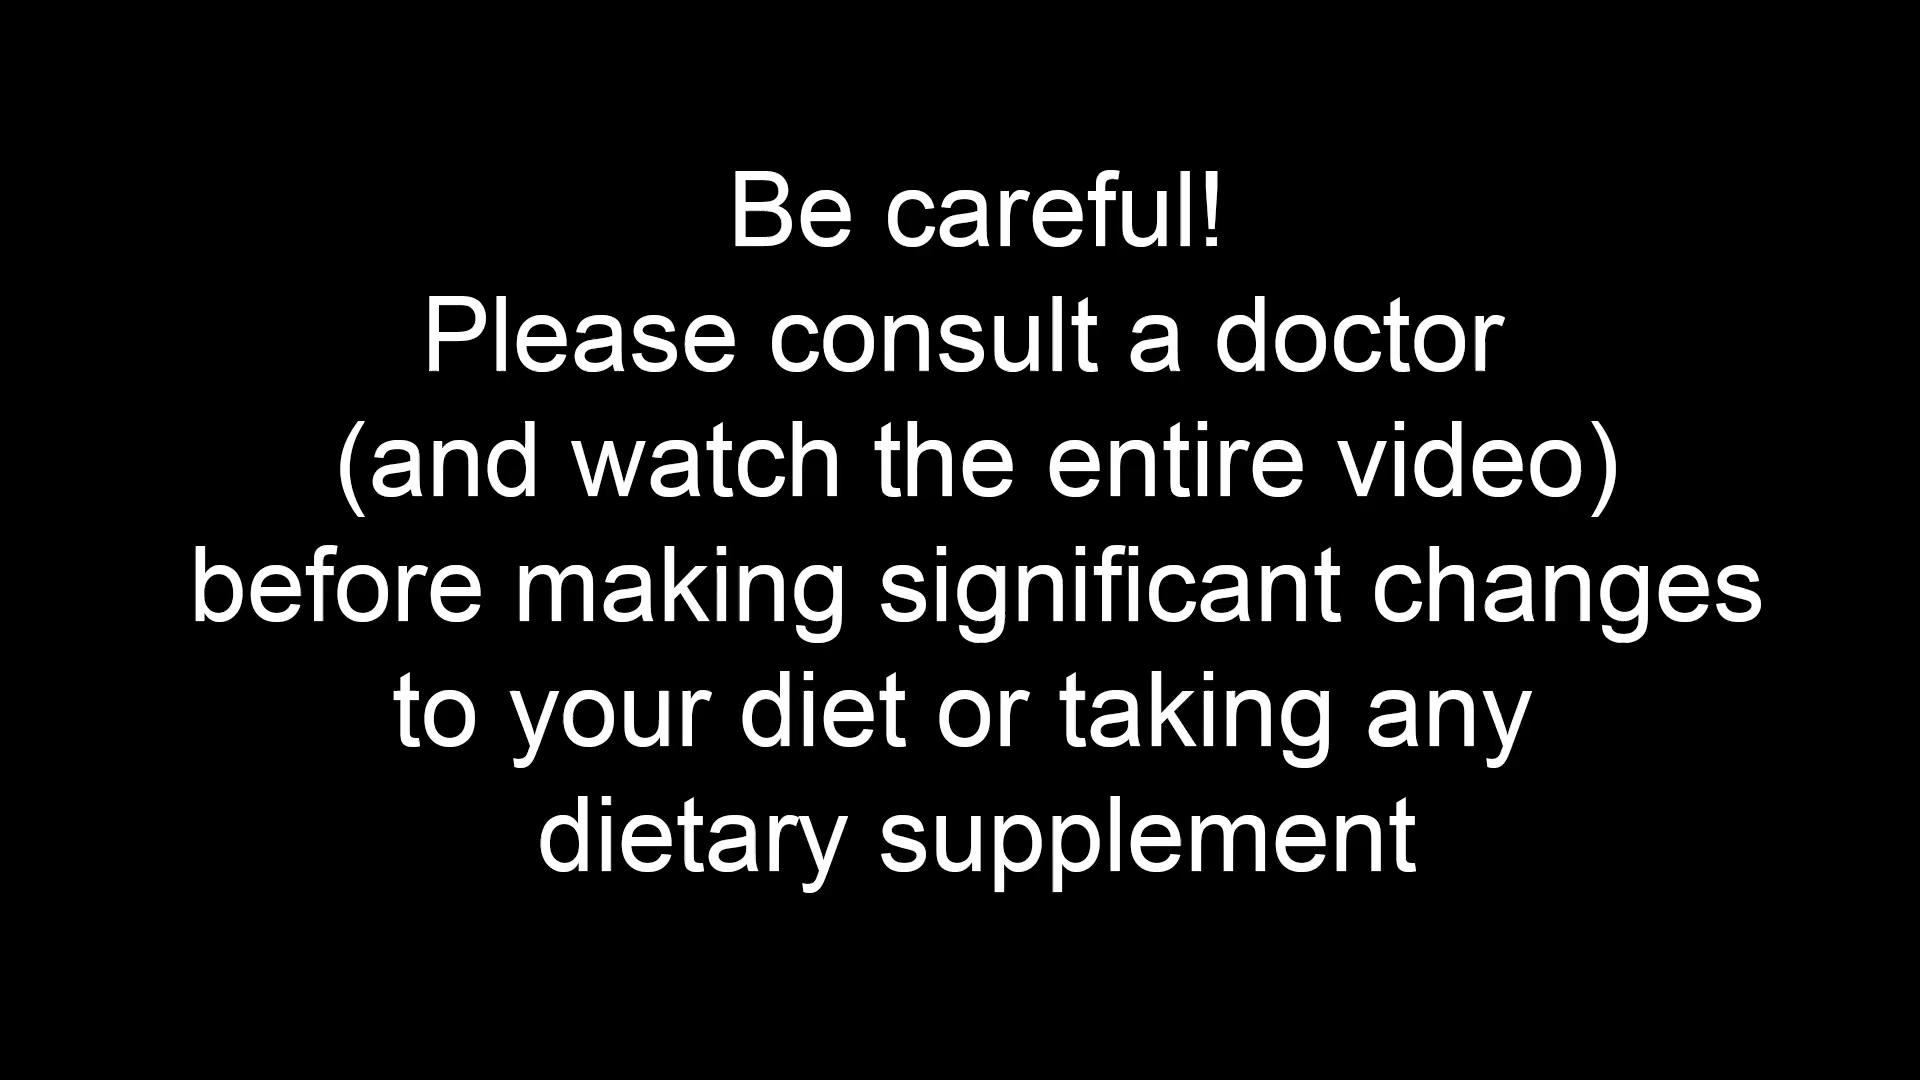 Be careful!
Please consult a doctor
(and watch the entire video)
before making significant changes
to your diet or taking any
dietary supplement